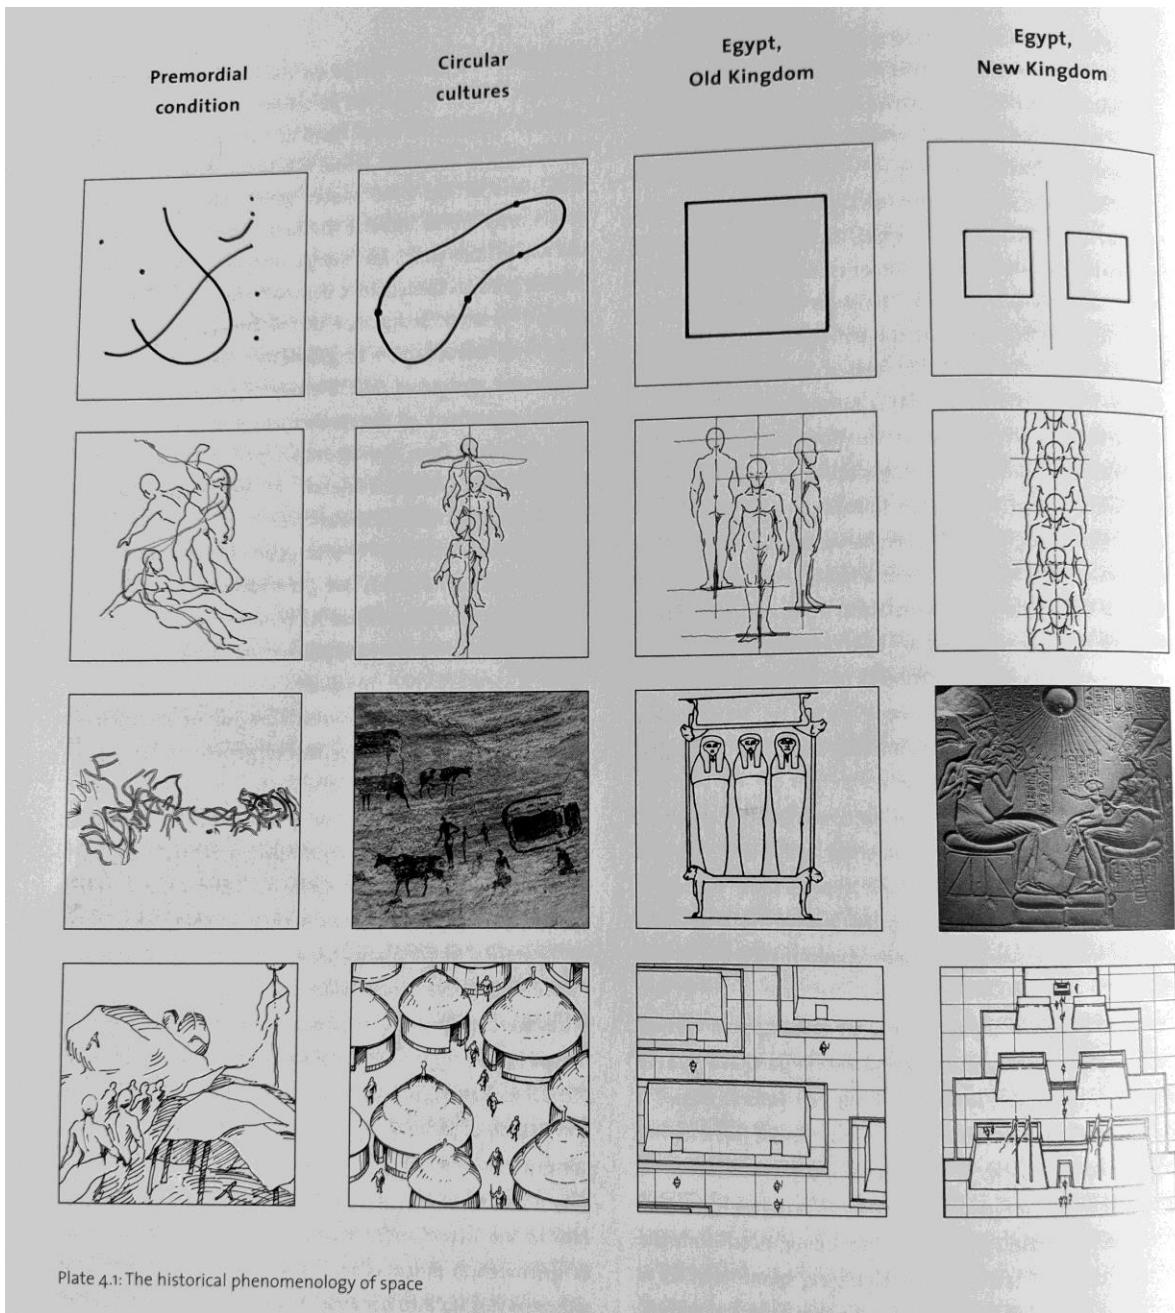 Premordial
condition
Circular
cultures
Egypt,
Old Kingdom
Egypt,
New Kingdom
Plate 4.1: The historical phenomenology of space